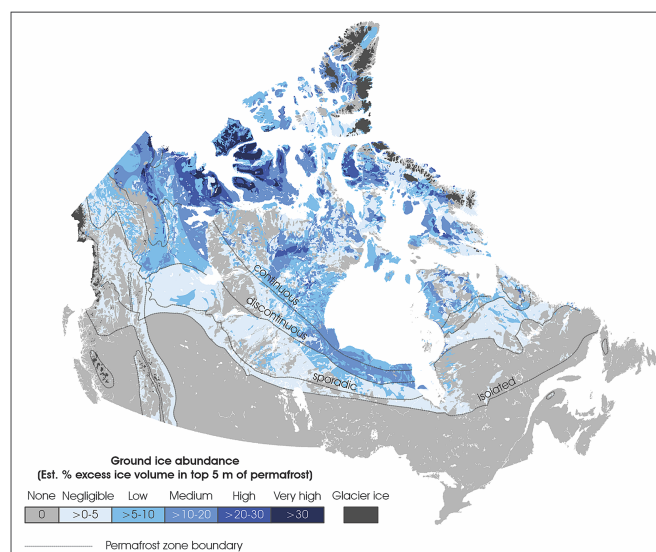 continuous
discontinuous
sporadic
isolated
Ground ice abundance
(Est. % excess ice volume in top 5 m of permafrost)
None Negligible Low Medium High Very high Glacier ice
0 >0-5 >5-10 >10-20 >20-30 >30
Permafrost zone boundary